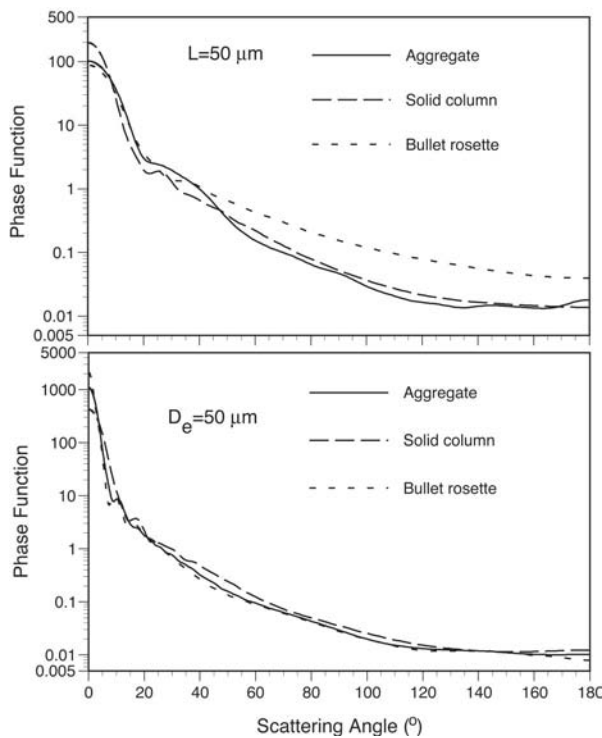 500
100
10
1
0.1
0.01
0.005
Phase Function
L=50 μm
Aggregate
Solid column
Bullet rosette
5000
1000
100
10
1
0.1
0.01
0.005
Phase Function
De=50 μm
Aggregate
Solid column
Bullet rosette
0 20 40 60 80 100 120 140 160 180
Scattering Angle (º)